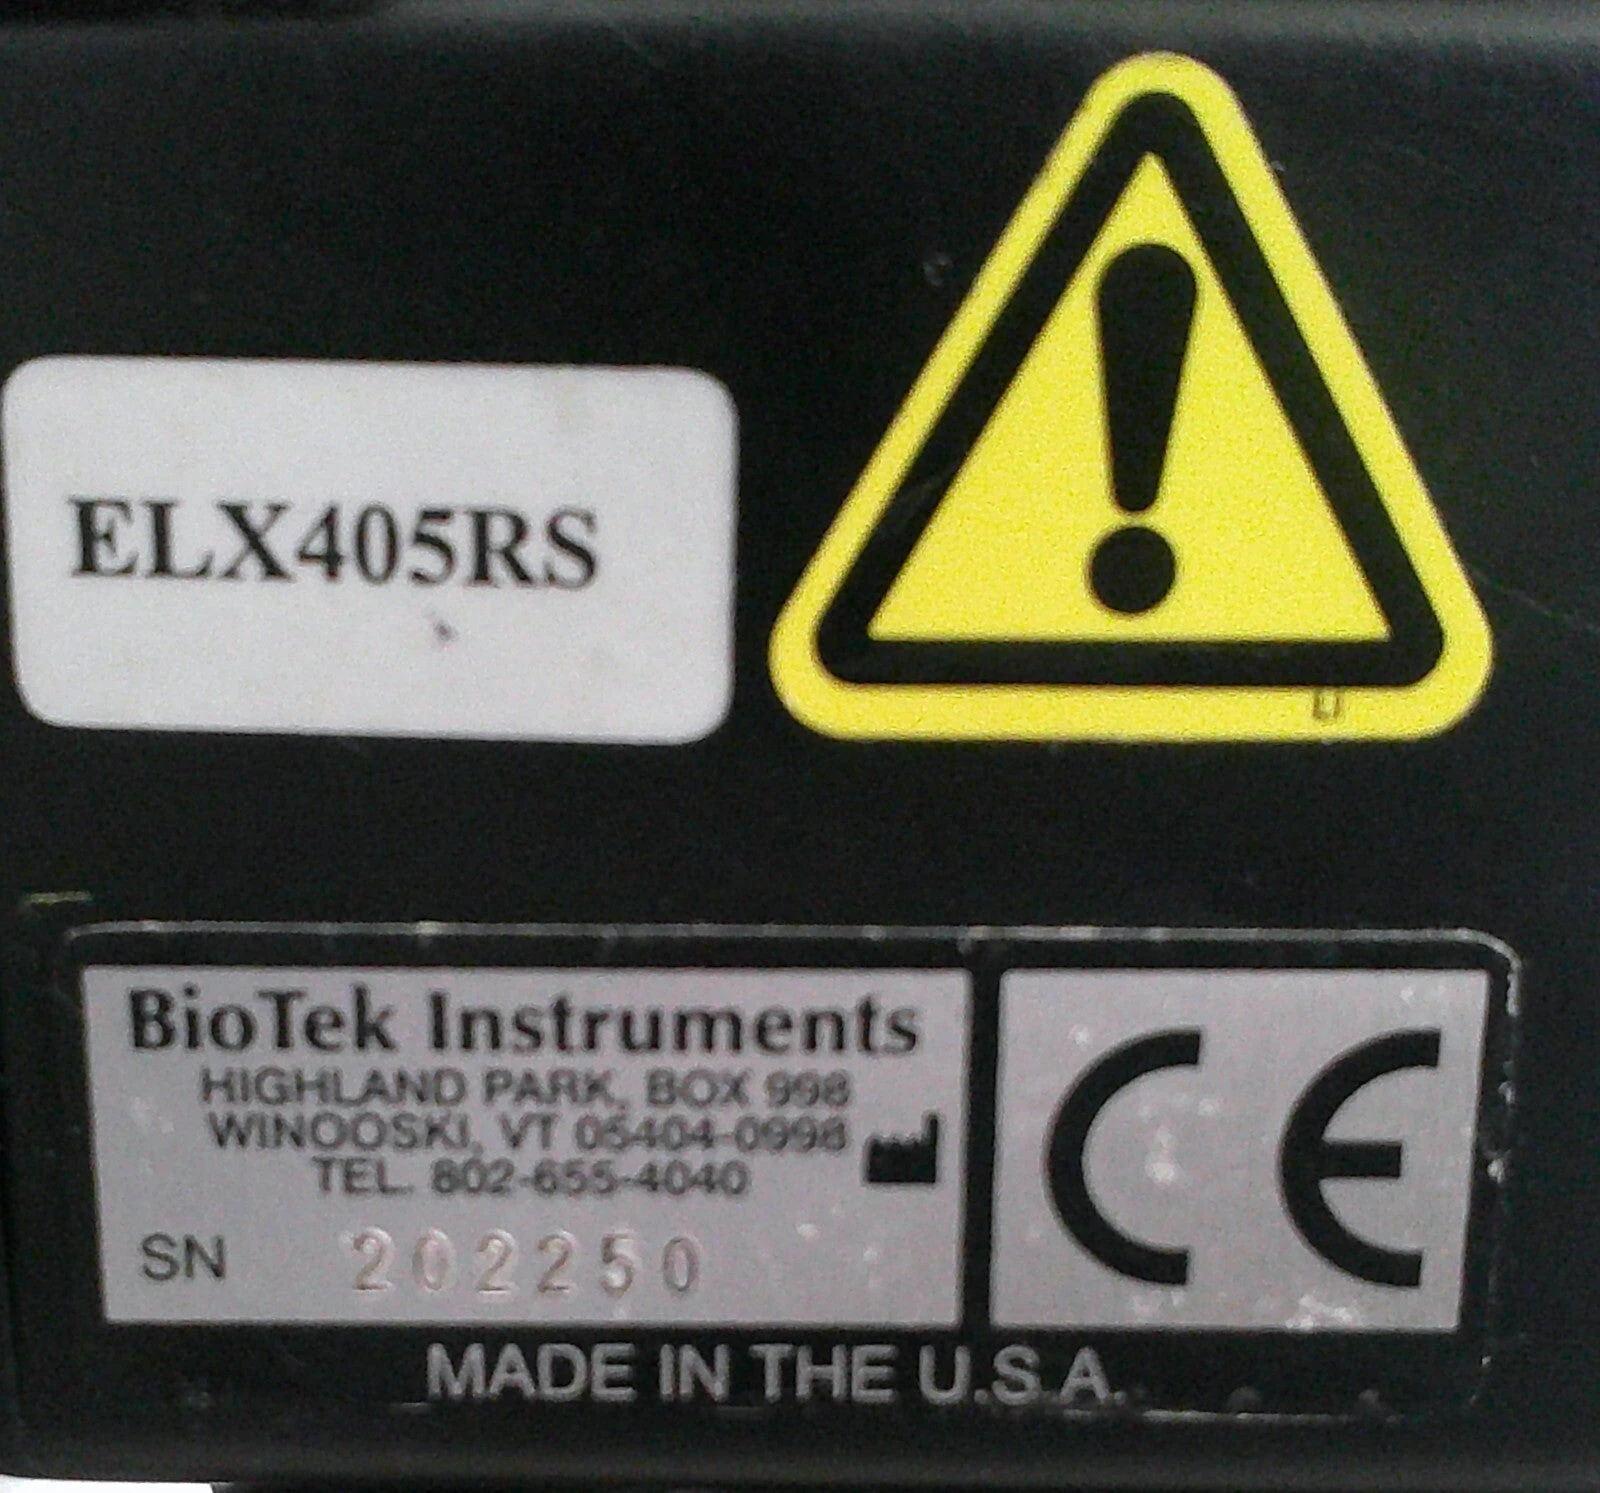 ELX405RS
BioTek Instruments
HIGHLAND PARK, BOX 998
WINOOSKI, VT 05404-0998
TEL. 802-655-4040
SN 202250
CE
MADE IN THE U.S.A.